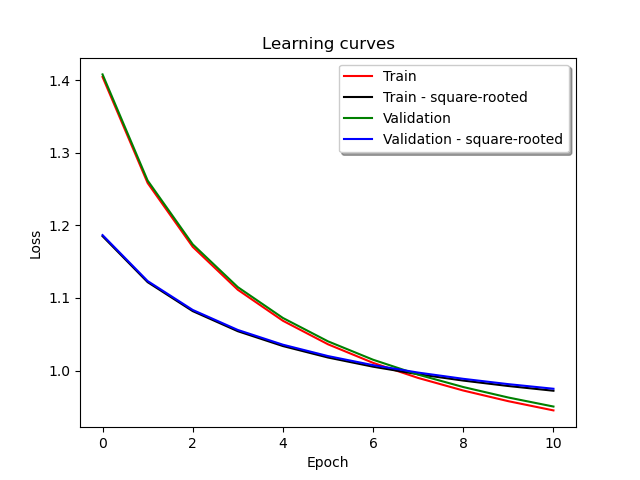 Learning curves
Train
Train - square-rooted
Validation
Validation - square-rooted
1.4
1.3
1.2
1.1
1.0
Loss
0 2 4 6 8 10
Epoch